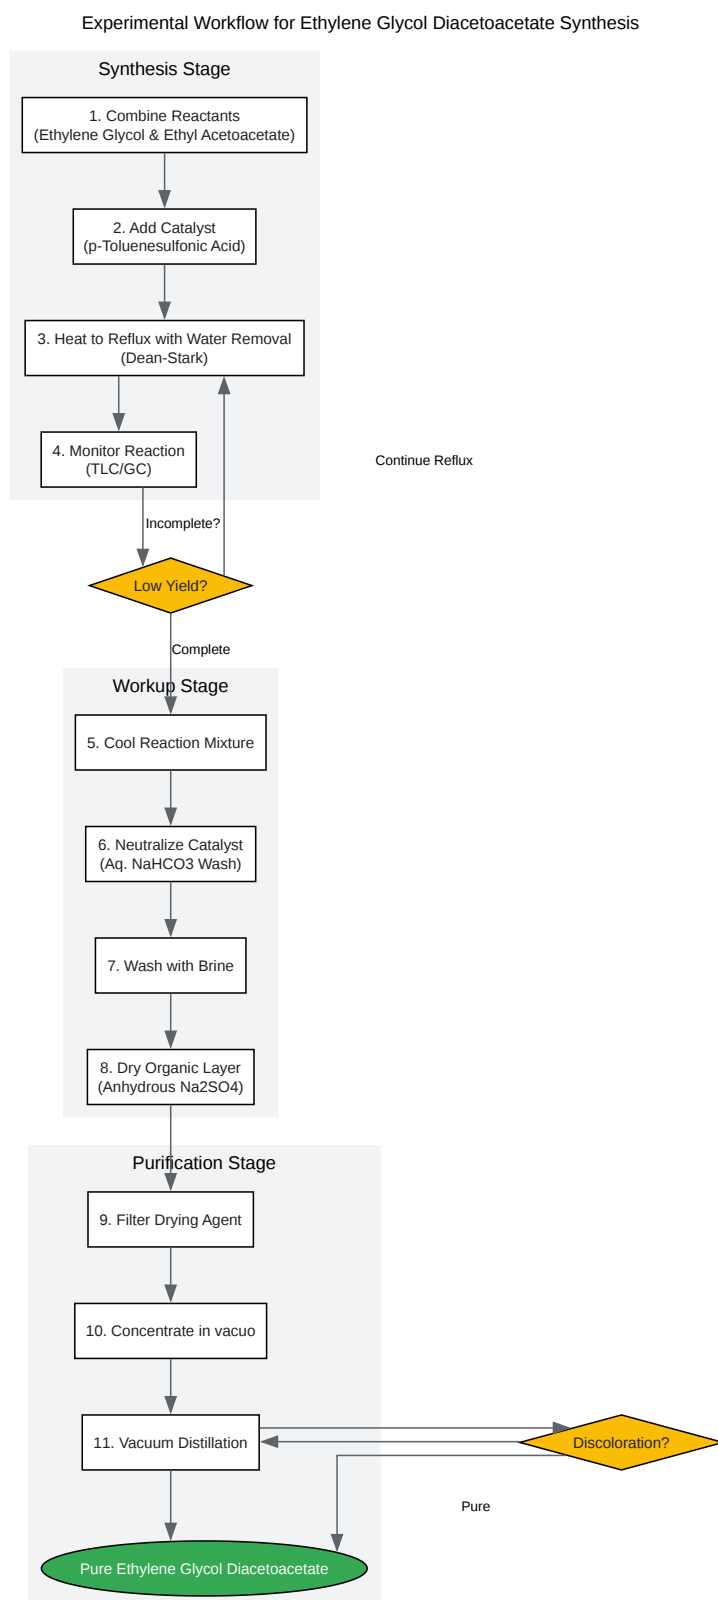 Experimental Workflow for Ethylene Glycol Diacetoacetate Synthesis
Synthesis Stage
1. Combine Reactants
(Ethylene Glycol & Ethyl Acetoacetate)
2. Add Catalyst
(p-Toluenesulfonic Acid)
3. Heat to Reflux with Water Removal
(Dean-Stark)
4. Monitor Reaction
(TLC/GC)
Continue Reflux
Incomplete?
Low Yield?
Complete
Workup Stage
5. Cool Reaction Mixture
6. Neutralize Catalyst
(Aq. NaHCO3 Wash)
7. Wash with Brine
8. Dry Organic Layer
(Anhydrous Na2SO4)
Purification Stage
9. Filter Drying Agent
10. Concentrate in vacuo
11. Vacuum Distillation
Discoloration?
Pure
Pure Ethylene Glycol Diacetoacetate